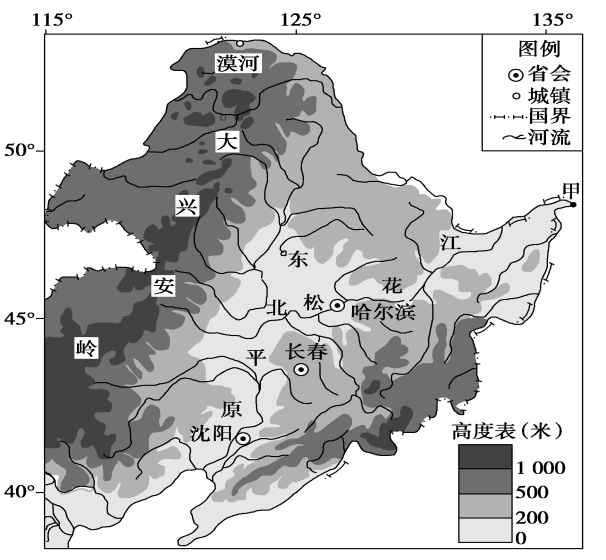 115°
125°
135°
图例
省会
城镇
国界
河流
漠河
大
50°
兴
甲
江
东
安
花
北
松
哈尔滨
45°
岭
平
长春
原
沈阳
高度表(米)
1 000
500
200
0
40°